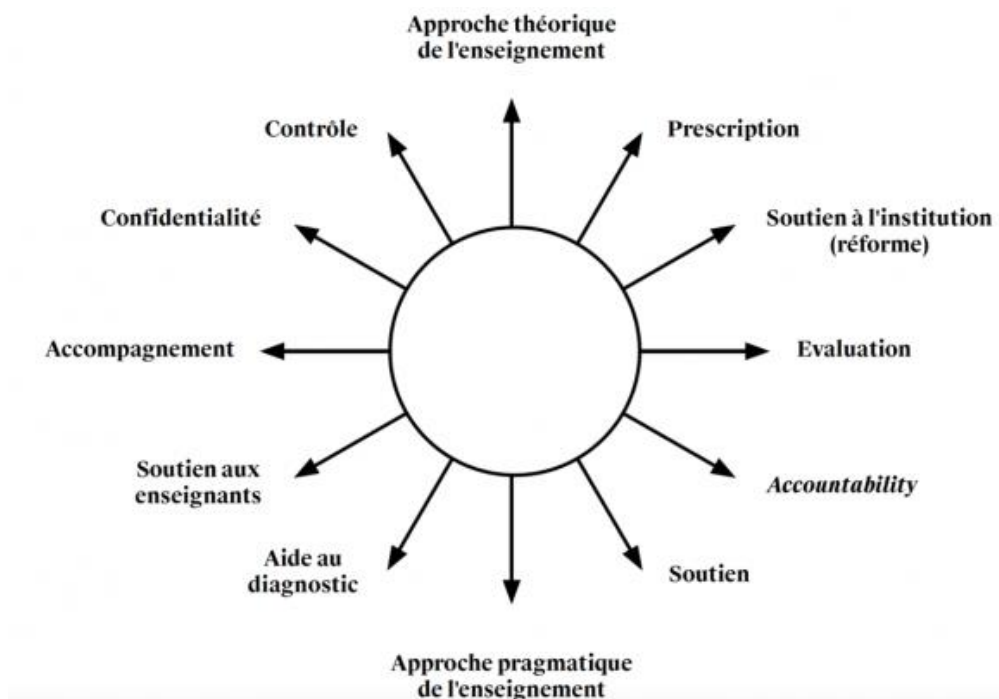 Approche théorique
de l'enseignement
Contrôle
Prescription
Confidentialité
Soutien à l'institution
(réforme)
Accompagnement
Evaluation
Soutien aux
enseignants
Accountability
Aide au
diagnostic
Soutien
Approche pragmatique
de l'enseignement